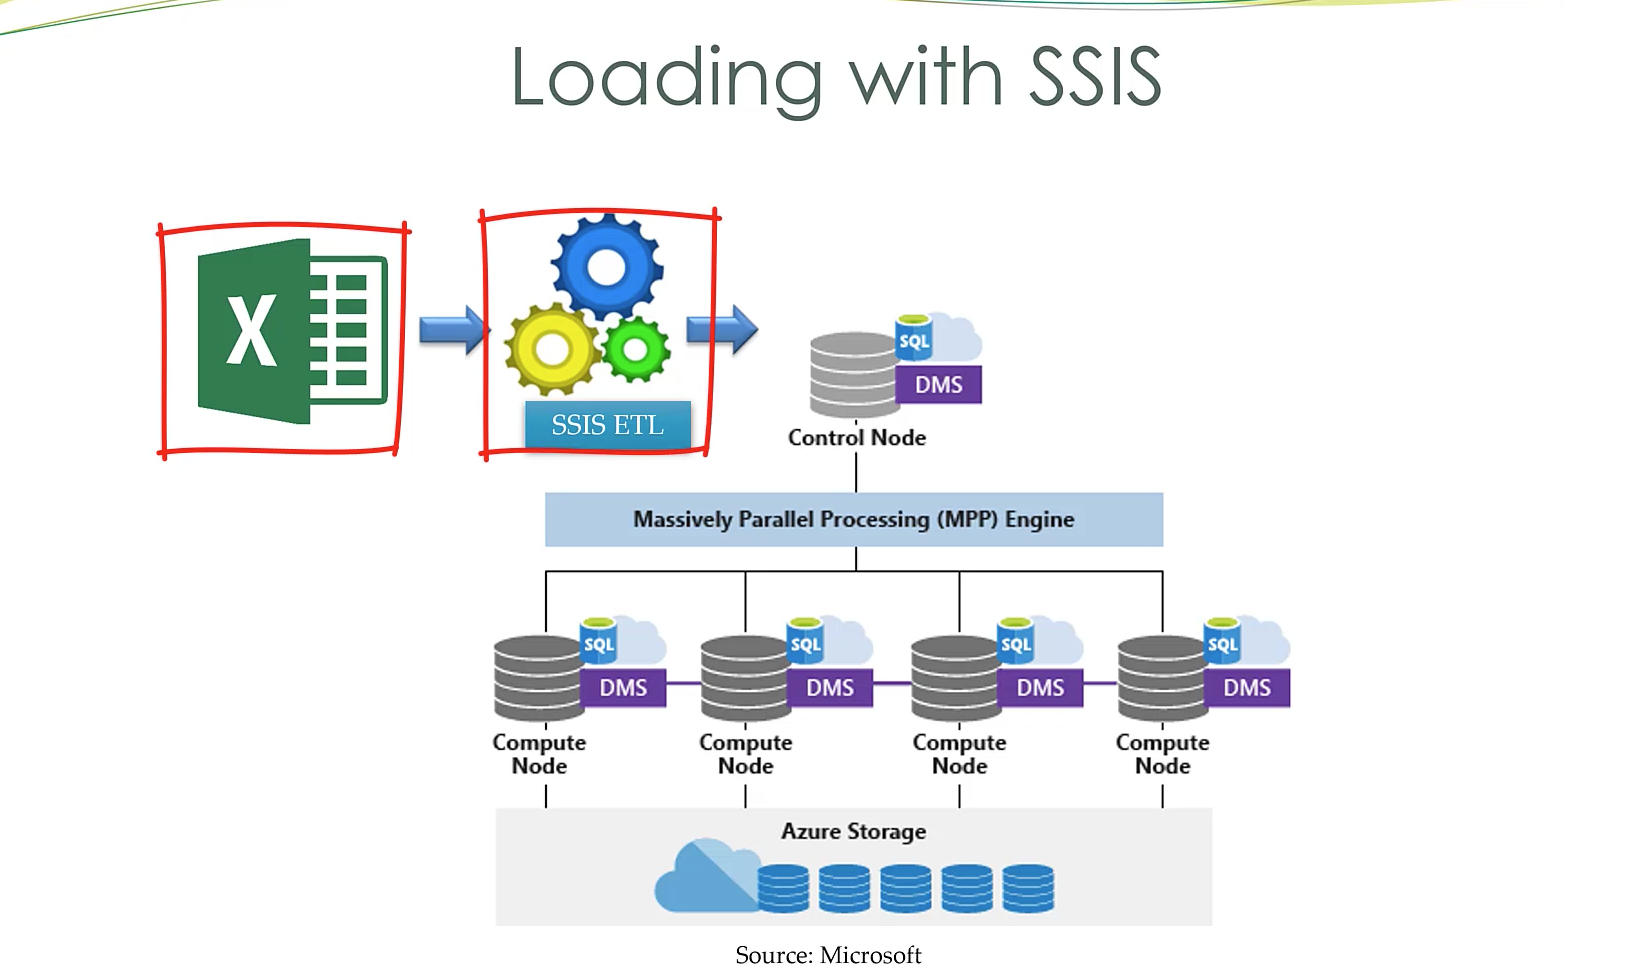 Loading with SSIS
X
SSIS ETL
SQL
DMS
Control Node
Massively Parallel Processing (MPP) Engine
SQL
DMS
SQL
DMS
SQL
DMS
SQL
DMS
Compute
Node
Compute
Node
Compute
Node
Compute
Node
Azure Storage
Source: Microsoft